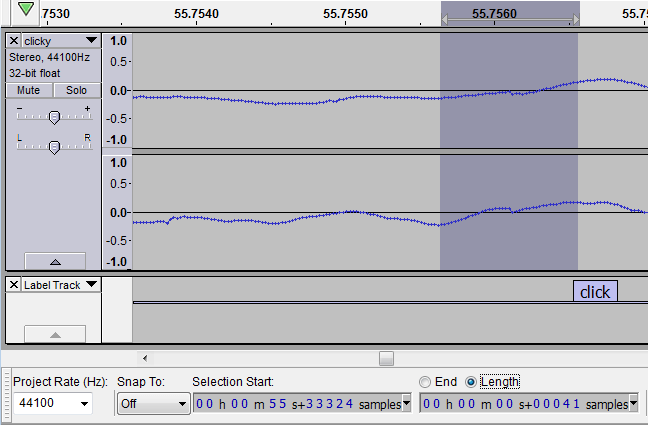 .7530 55.7540 55.7550 55.7560 55.75
clicky
Stereo, 44100Hz
32-bit float
Mute Solo
- +
L R
1.0
0.5-
0.0-
-0.5-
-1.0
1.0
0.5-
0.0-
-0.5-
-1.0
Label Track
click
Project Rate (Hz): Snap To: Selection Start: End Length
44100 Off 00 h 00 m 55 s+33324 samples 00 h 00 m 00 s+00041 samples